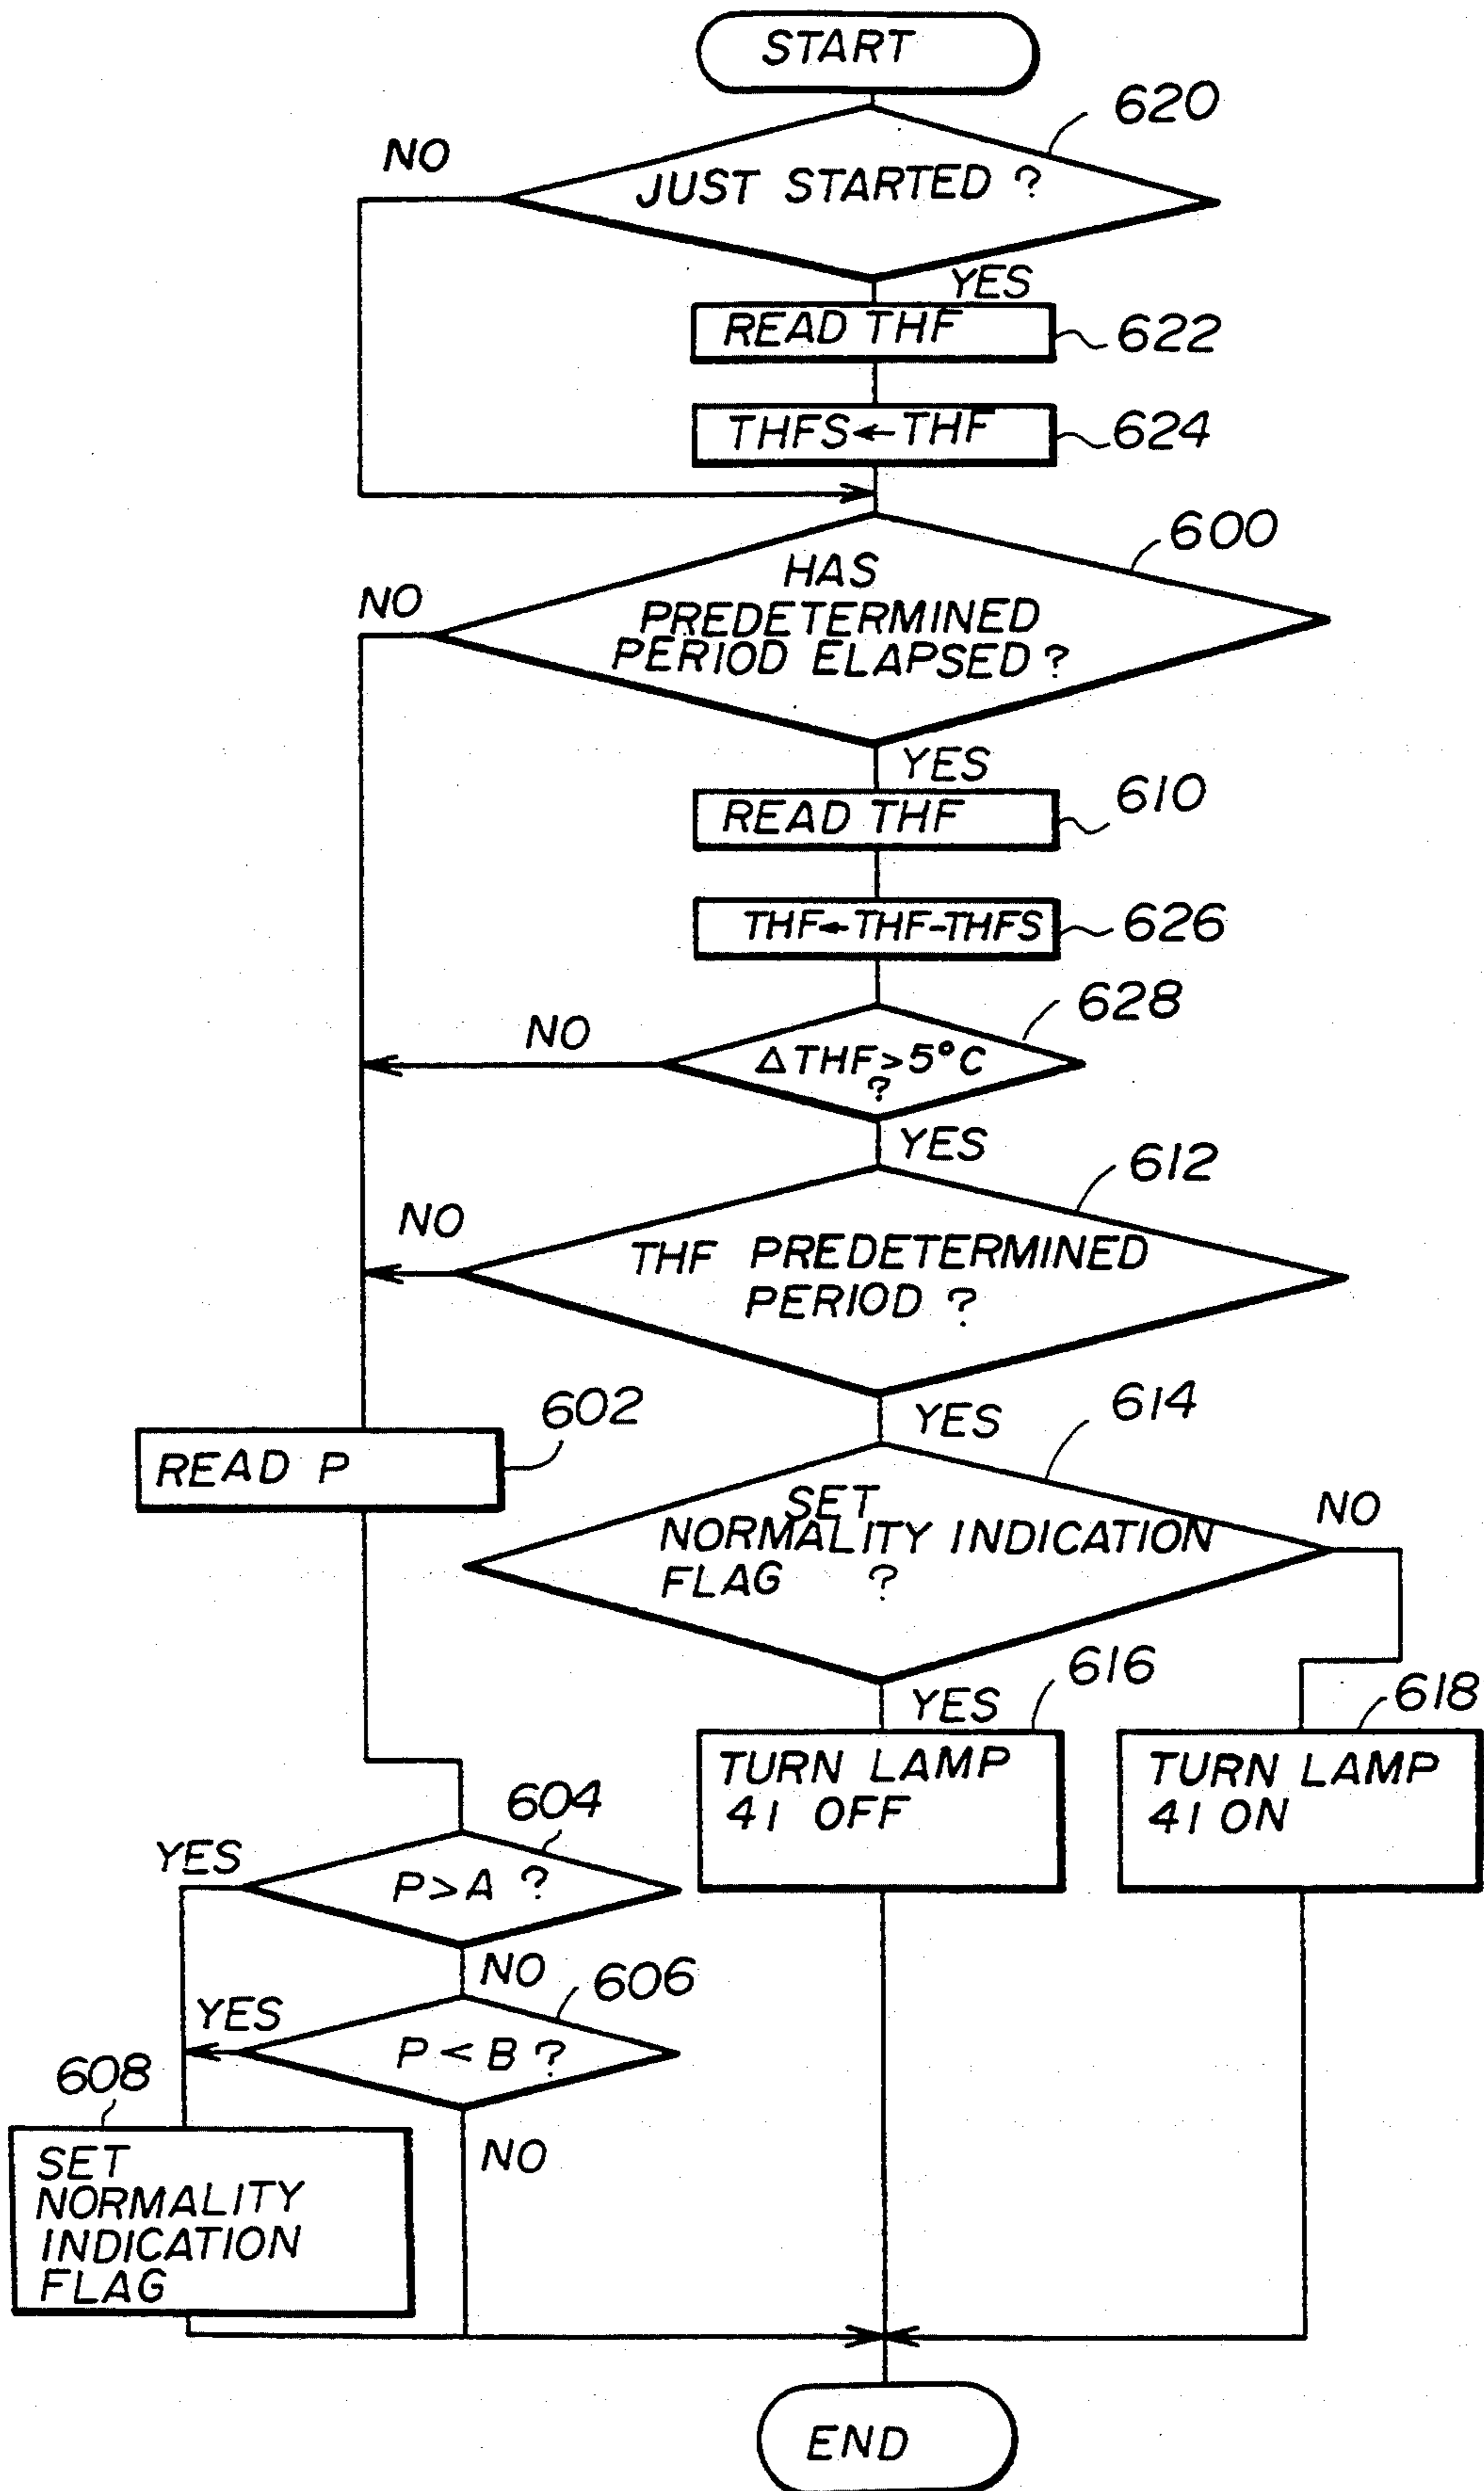 START
620
NO
JUST STARTED ?
YES
READ THF
622
THFS←THF
624
600
HAS
NO
PREDETERMINED
PERIOD ELAPSED ?
YES
610
READ THF
THF←THF-THFS
626
628
NO
Δ THF>5°C
?
YES
612
NO
THF PREDETERMINED
PERIOD ?
614
602
YES
READ P
SET
NO
NORMALITY INDICATION
FLAG ?
616
YES
618
TURN LAMP
41 OFF
TURN LAMP
41 ON
604
YES
P>A ?
NO
606
YES
P<B ?
608
NO
SET
NORMALITY
INDICATION
FLAG
END